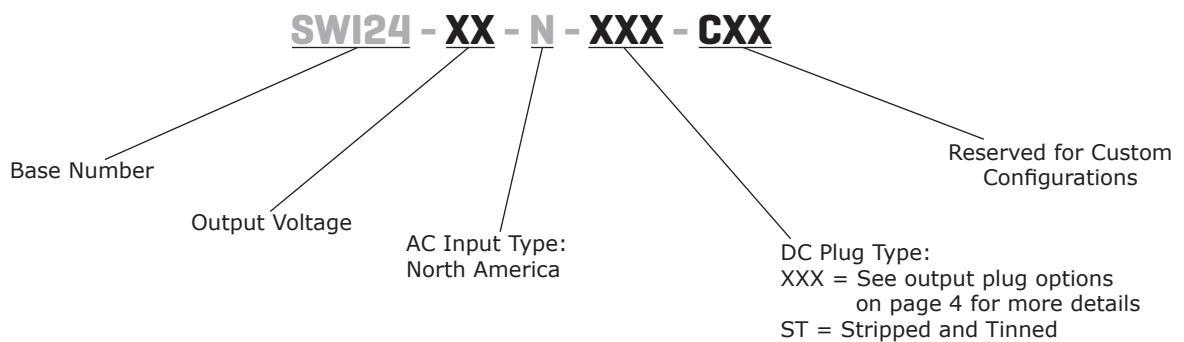 SWI24 - XX - N - XXX - CXX
Base Number
Output Voltage
AC Input Type:
North America
DC Plug Type:
XXX = See output plug options
on page 4 for more details
ST = Stripped and Tinned
Reserved for Custom
Configurations